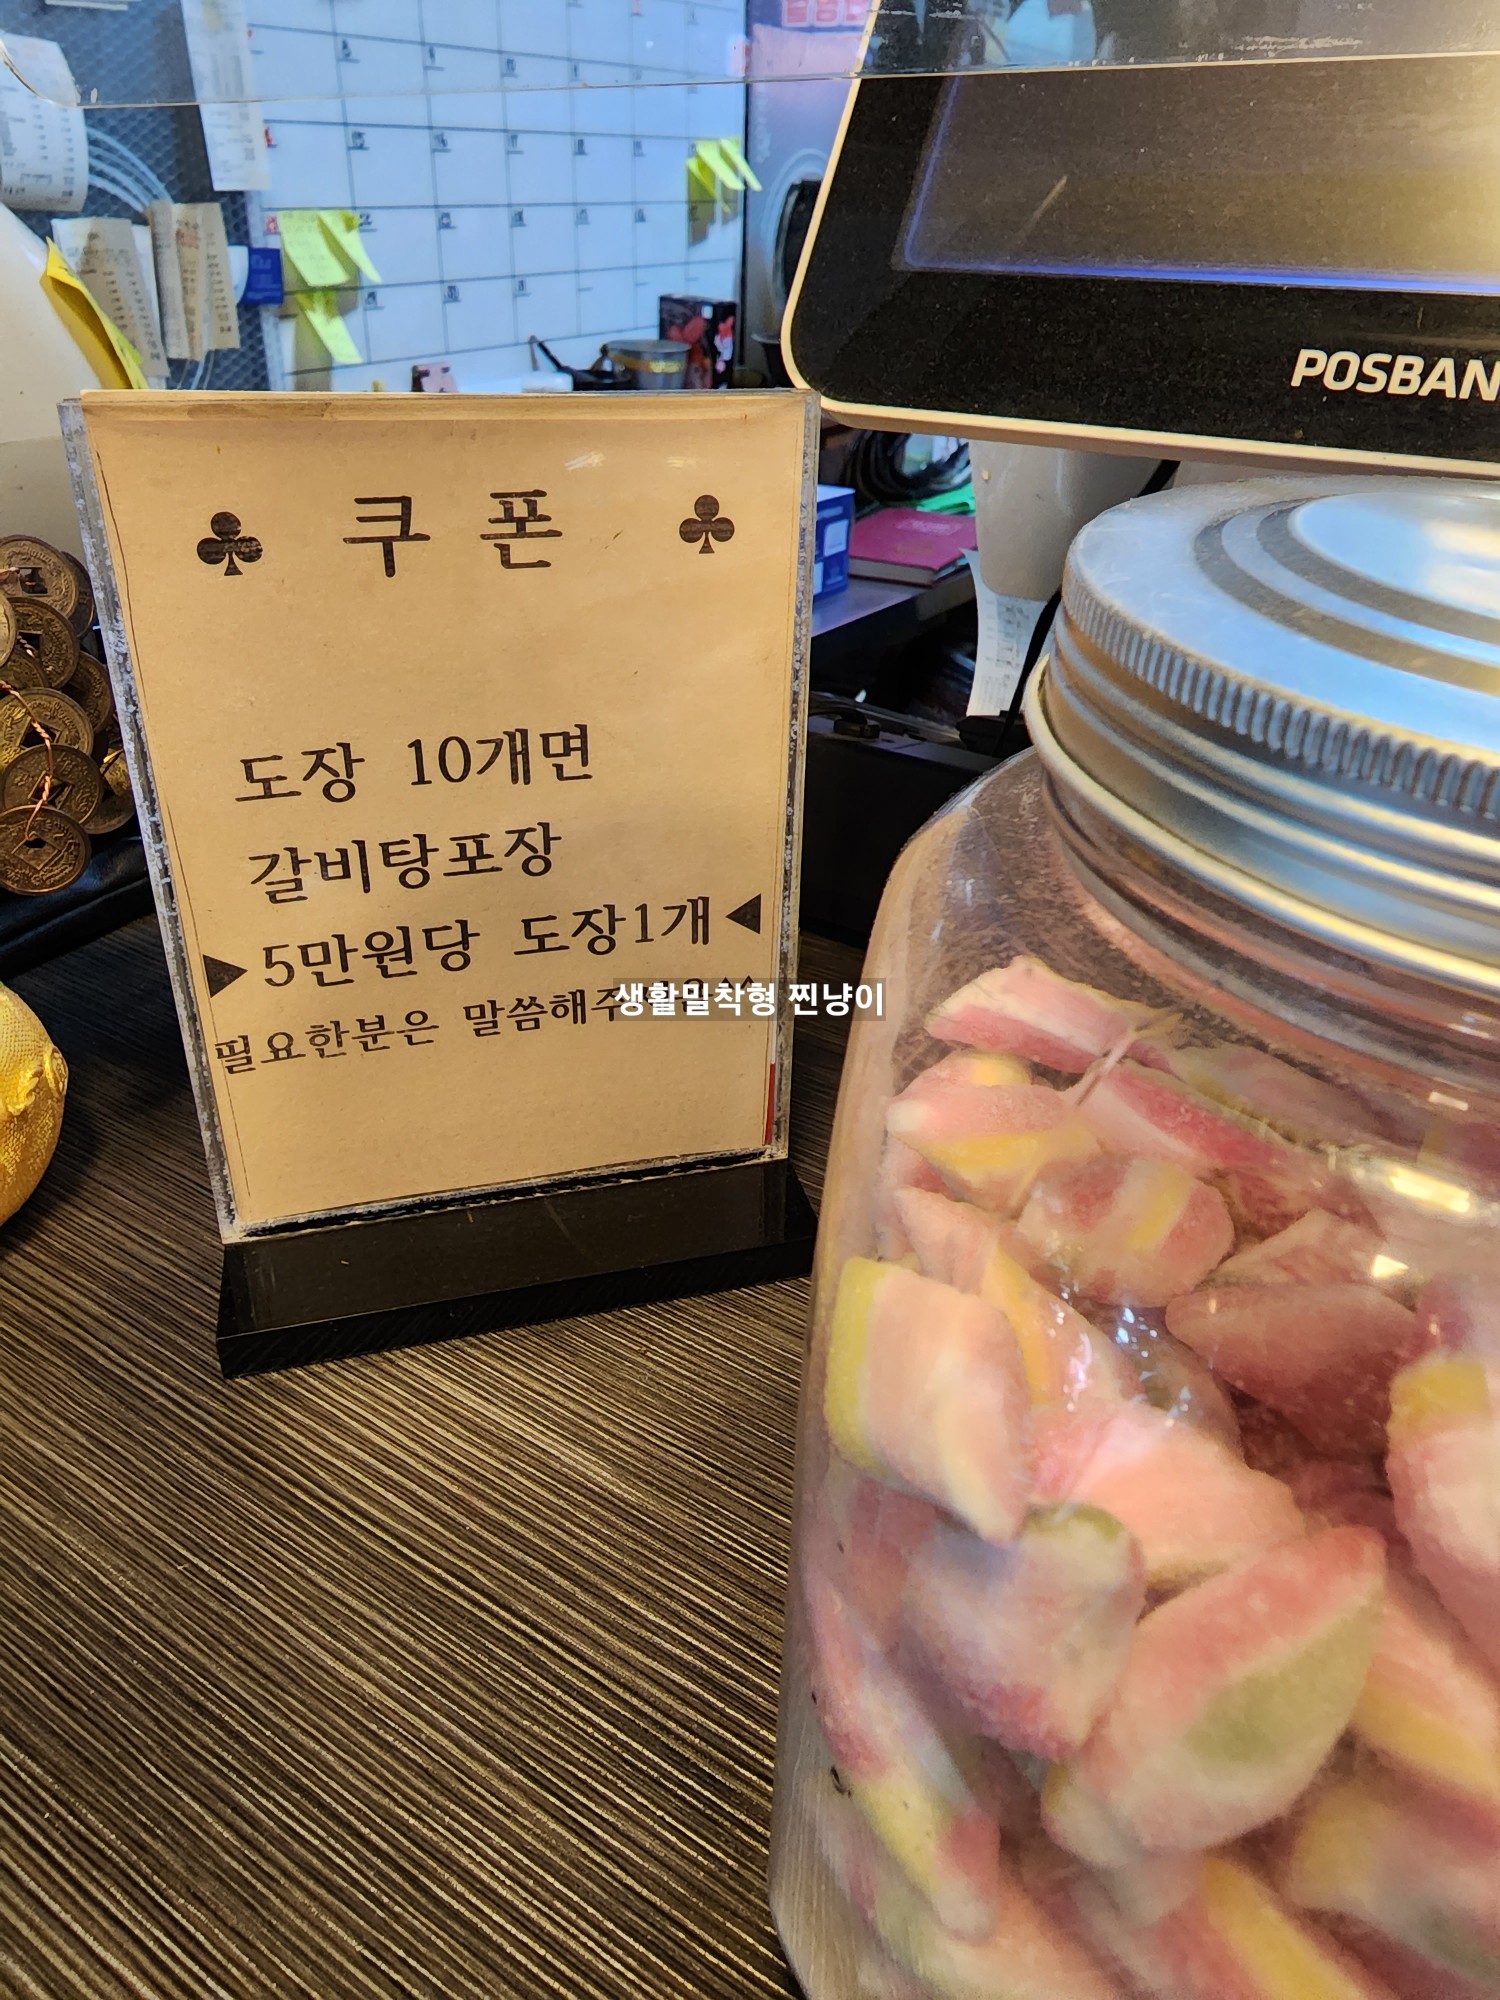 POSBAN
♣ 쿠 폰 ♣
도장 10개면
갈비탕포장
▶5만원당 도장1개◀
필요한분은 말씀해주
생활밀착형 찐냥이